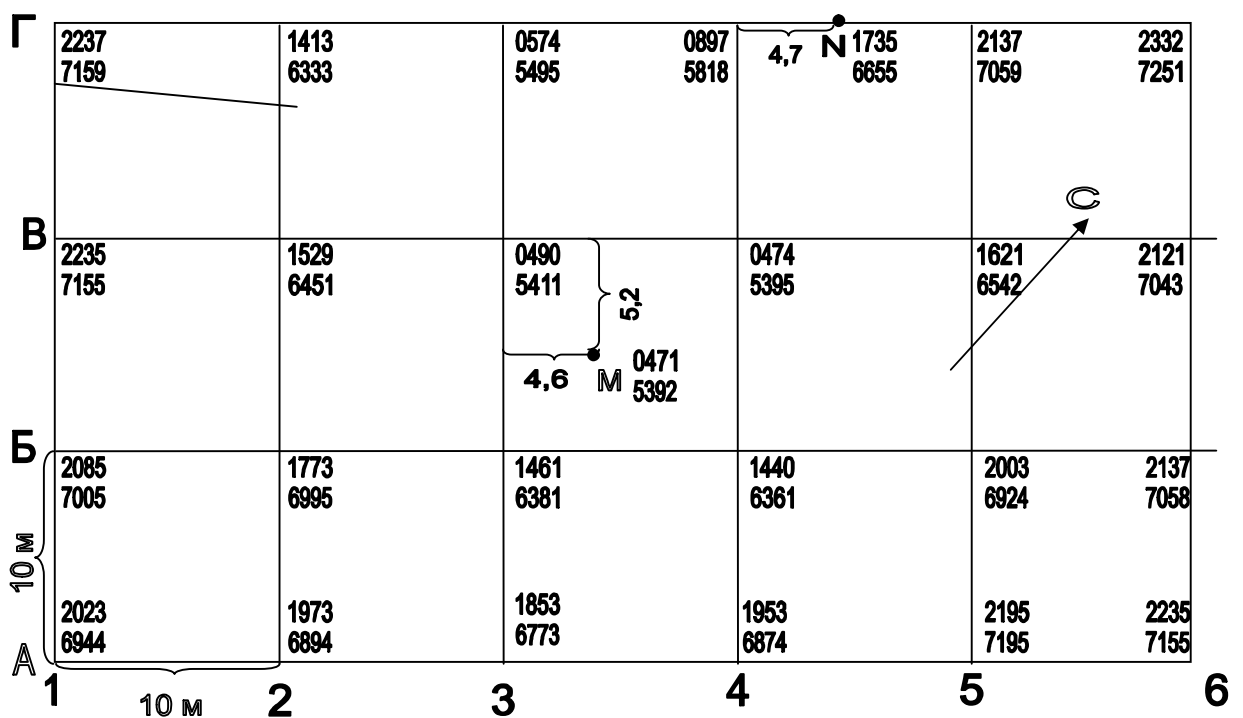 Г
2237 1413 0574 0897 4,7 N 1735 2137 2332
7159 6333 5495 5818 6655 7059 7251
С
В
2235 1529 0490 0474 1621 2121
7155 6451 5411 5395 6542 7043
5,2
4,6 М 0471
5392
Б
2085 1773 1461 1440 2003 2137
7005 6995 6381 6361 6924 7058
10 м
2023 1973 1853 1953 2195 2235
6944 6894 6773 6874 7195 7155
А
1 2 3 4 5 6
10 м